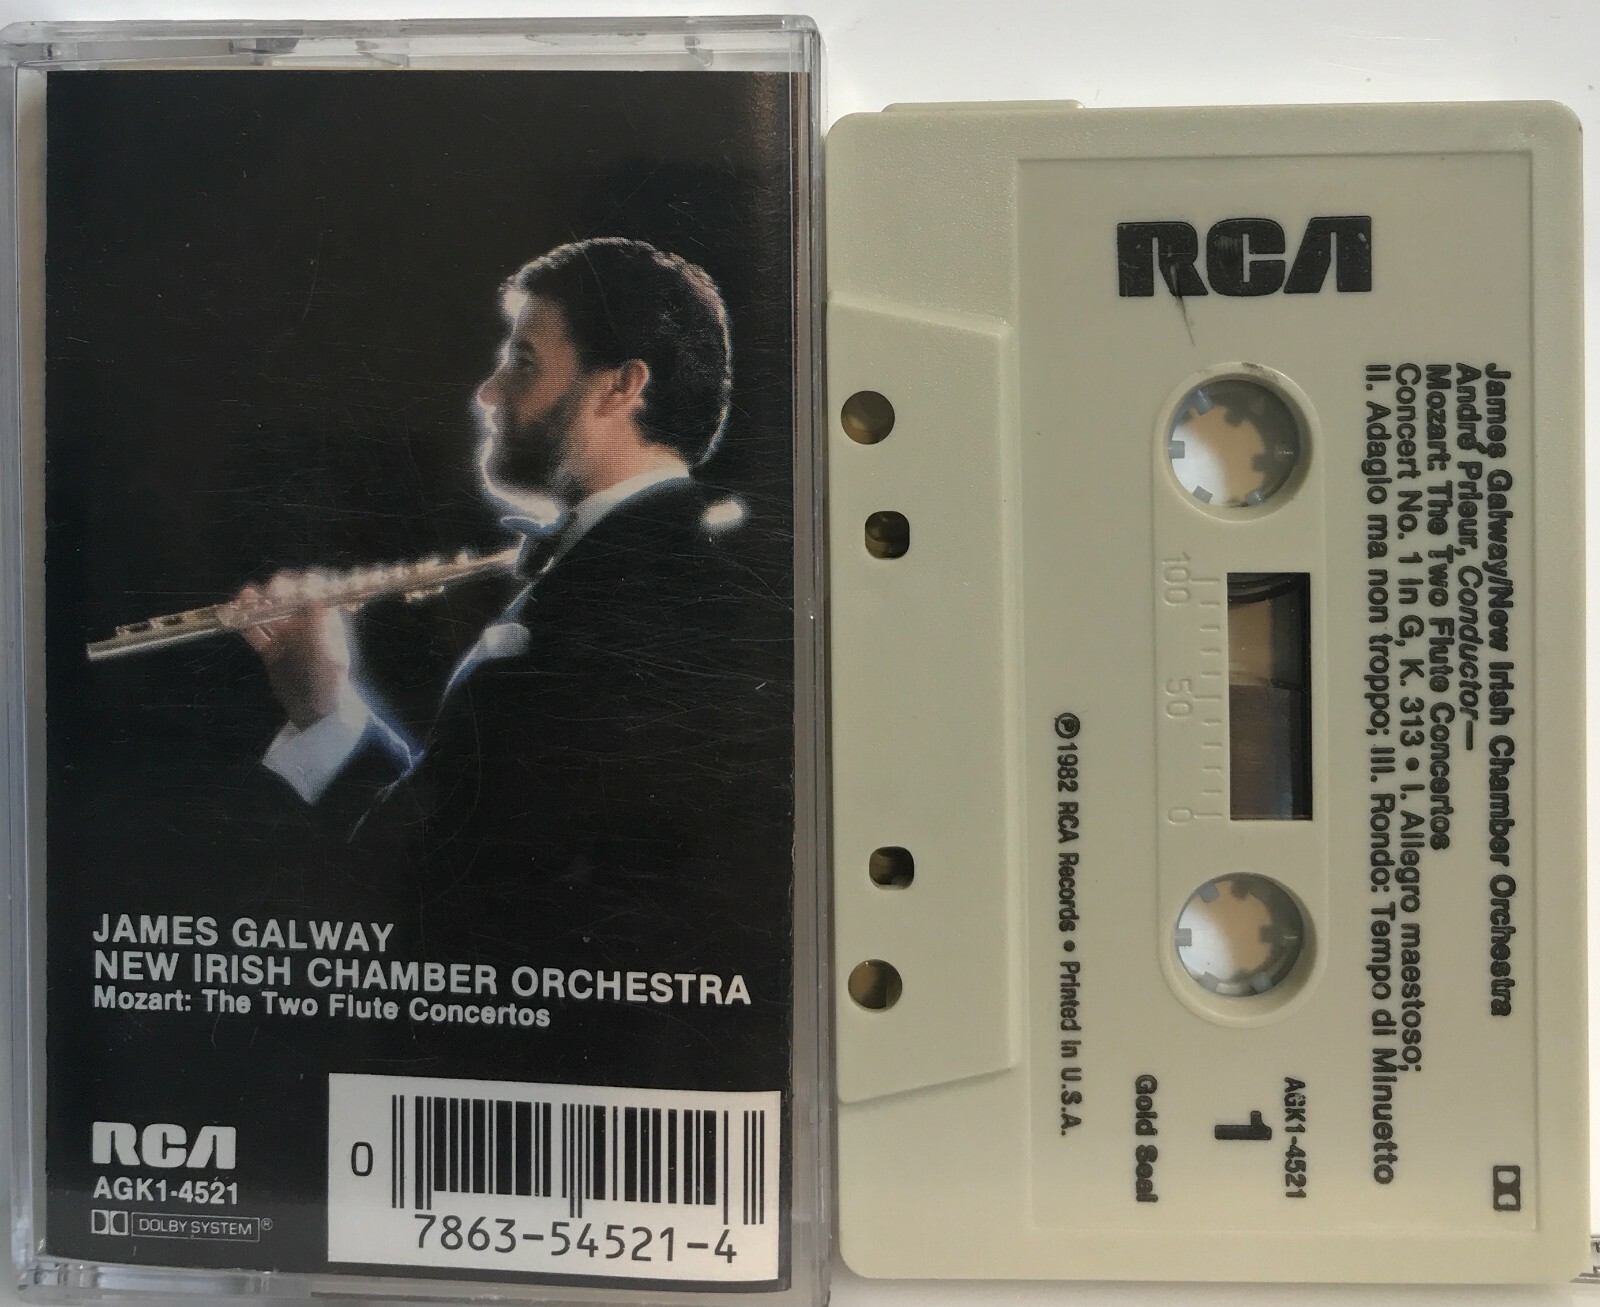 JAMES GALWAY
NEW IRISH CHAMBER ORCHESTRA
Mozart: The Two Flute Concertos
RCA
AGK1-4521
DOLBY SYSTEM®
0
7863-54521-4
RCA
James Galway/New Irish Chamber Orchestra
André Prieur, Conductor—
Mozart: The Two Flute Concertos
Concert No. 1 in G, K. 313 • I. Allegro maestoso;
II. Adagio ma non troppo; III. Rondo: Tempo di Minuetto
100 50 0
AGK1-4521
1
Gold Seal
℗1982 RCA Records • Printed in U.S.A.